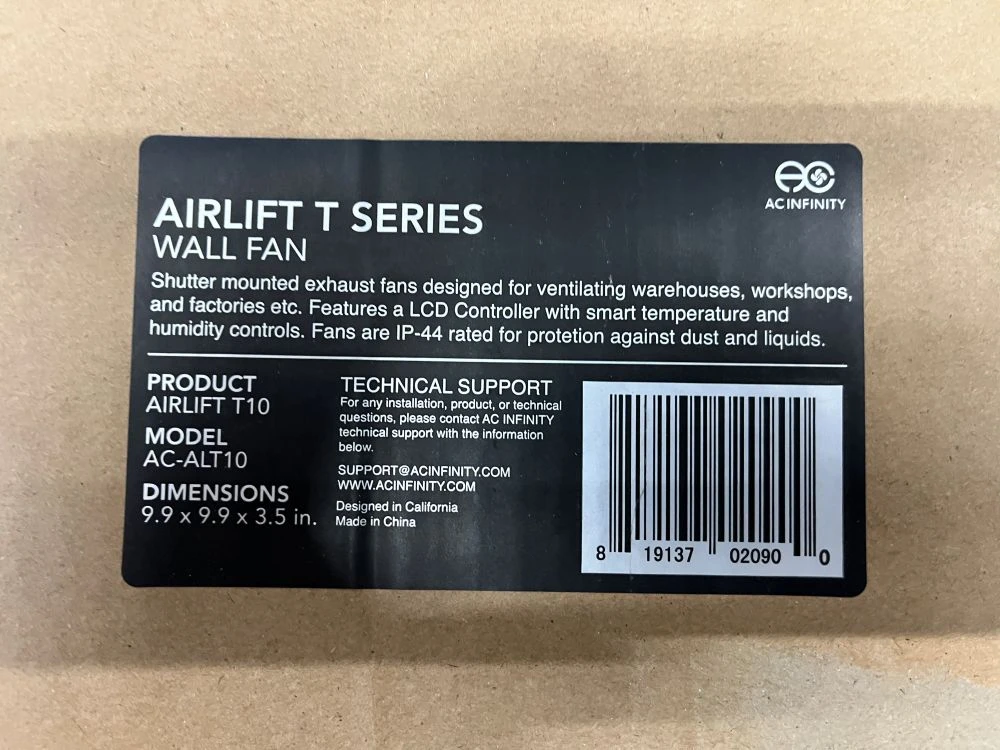 AC INFINITY
AIRLIFT T SERIES
WALL FAN
Shutter mounted exhaust fans designed for ventilating warehouses, workshops,
and factories etc. Features a LCD Controller with smart temperature and
humidity controls. Fans are IP-44 rated for protetion against dust and liquids.
PRODUCT
AIRLIFT T10
MODEL
AC-ALT10
DIMENSIONS
9.9 x 9.9 x 3.5 in.
TECHNICAL SUPPORT
For any installation, product, or technical
questions, please contact AC INFINITY
technical support with the information
below.
SUPPORT@ACINFINITY.COM
WWW.ACINFINITY.COM
Designed in California
Made in China
8 19137 02090 0